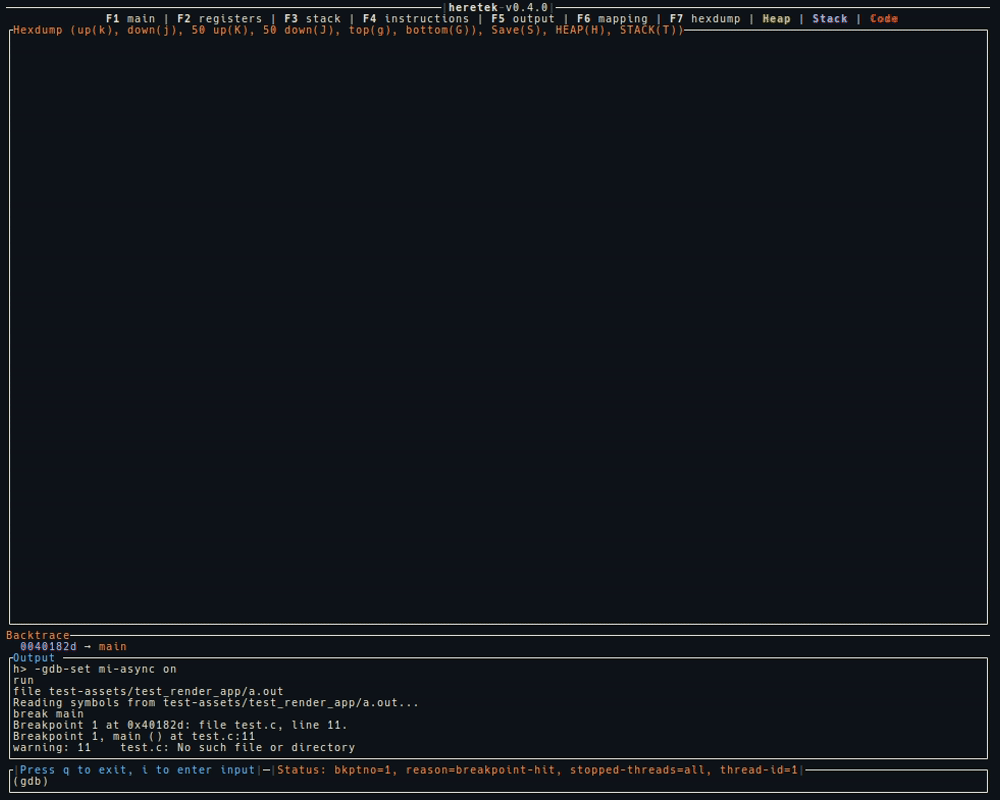 |heretek-v0.4.0|
F1 main | F2 registers | F3 stack | F4 instructions | F5 output | F6 mapping | F7 hexdump | Heap | Stack | Code
Hexdump (up(k), down(j), 50 up(K), 50 down(J), top(g), bottom(G)), Save(S), HEAP(H), STACK(T))
Backtrace
0040182d → main
Output
h> -gdb-set mi-async on
run
file test-assets/test_render_app/a.out
Reading symbols from test-assets/test_render_app/a.out...
break main
Breakpoint 1 at 0x40182d: file test.c, line 11.
Breakpoint 1, main () at test.c:11
warning: 11    test.c: No such file or directory
|Press q to exit, i to enter input|─|Status: bkptno=1, reason=breakpoint-hit, stopped-threads=all, thread-id=1|
(gdb)